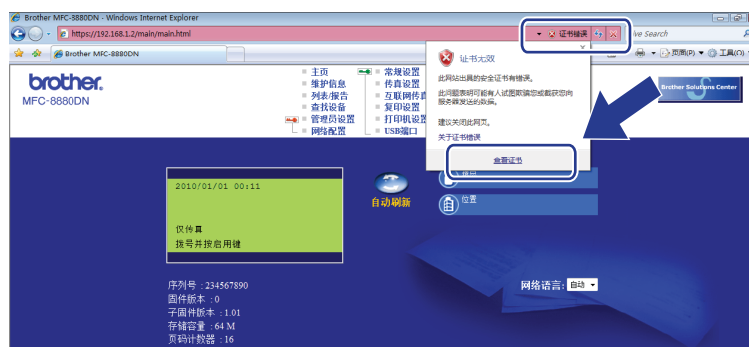 Brother MFC-8880DN - Windows Internet Explorer
https://192.168.1.2/main/main.html
证书错误
ve Search
Brother MFC-8880DN
页面(P)
工具(O)
brother
MFC-8880DN
主页
维护信息
列表/报告
查找设备
管理员设置
网络配置
常规设置
传真设置
互联网传真
复印设置
打印机设
USB端口
证书无效
此网站出具的安全证书有错误。
此问题表明可能有人试图欺骗您或截获您向
服务器发送的数据。
建议关闭此网页。
关于证书错误
查看证书
Brother Solutions Center
2010/01/01 00:11
仅传真
拨号并按启用键
自动刷新
位置
序列号 :234567890
固件版本 :0
子固件版本 :1.01
存储容量 :64 M
页码计数器 :16
网络语言: 自动